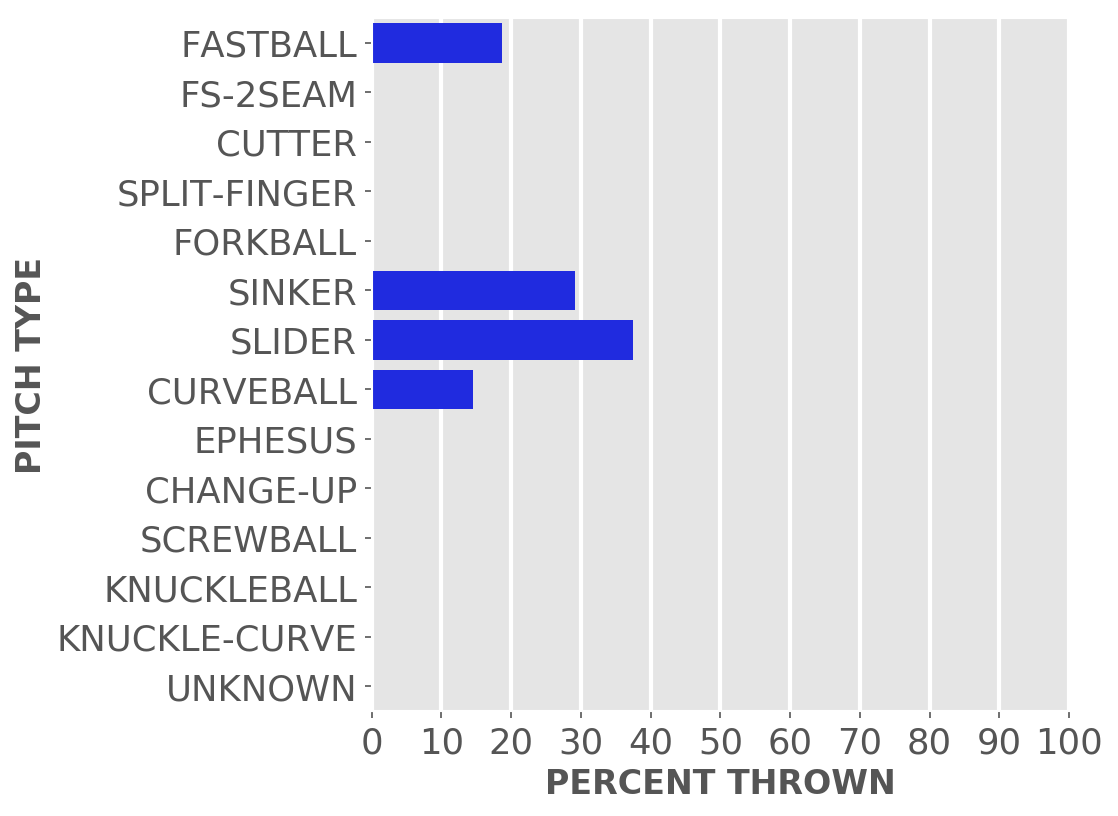 FASTBALL
FS-2SEAM
CUTTER
SPLIT-FINGER
FORKBALL
SINKER
SLIDER
CURVEBALL
EPHESUS
CHANGE-UP
SCREWBALL
KNUCKLEBALL
KNUCKLE-CURVE
UNKNOWN
PITCH TYPE
0 10 20 30 40 50 60 70 80 90 100
PERCENT THROWN